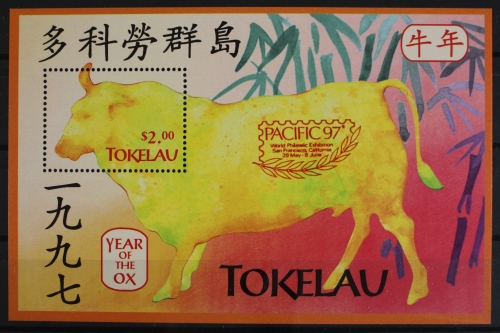 多科勞群島
牛年
$2.00
TOKELAU
PACIFIC 97
World Philatelic Exhibition
San Francisco, California
29 May - 8 June
一九九七
YEAR
OF THE
OX
TOKELAU